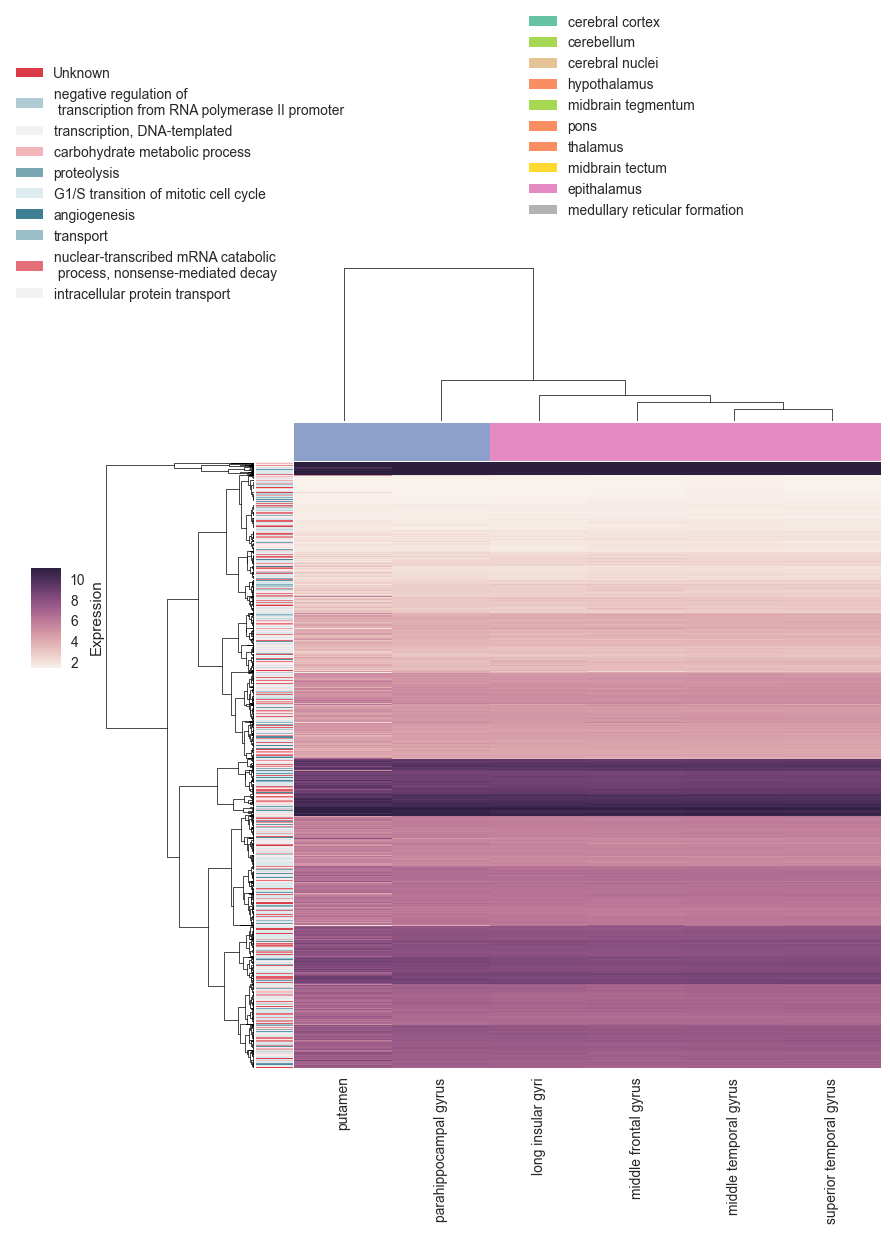 cerebral cortex
cerebellum
cerebral nuclei
hypothalamus
midbrain tegmentum
pons
thalamus
midbrain tectum
epithalamus
medullary reticular formation
Unknown
negative regulation of
transcription from RNA polymerase II promoter
transcription, DNA-templated
carbohydrate metabolic process
proteolysis
G1/S transition of mitotic cell cycle
angiogenesis
transport
nuclear-transcribed mRNA catabolic
process, nonsense-mediated decay
intracellular protein transport
10
8
6
4
2
Expression
putamen
parahippocampal gyrus
long insular gyri
middle frontal gyrus
middle temporal gyrus
superior temporal gyrus